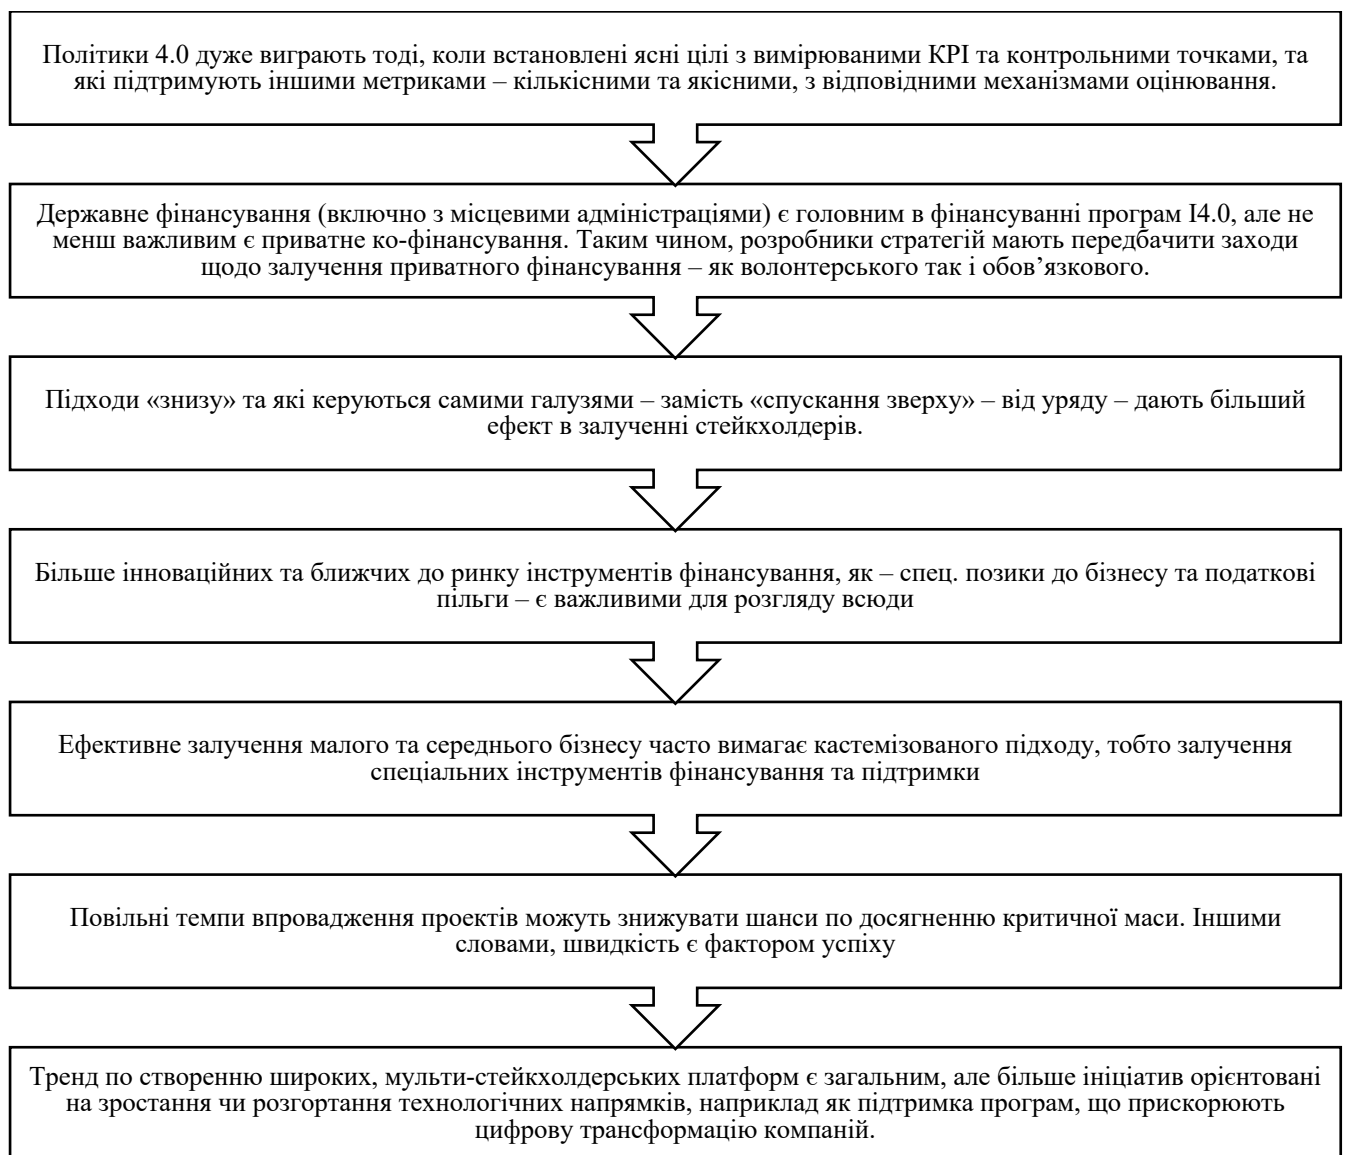 Політики 4.0 дуже виграють тоді, коли встановлені ясні цілі з вимірюваними КРІ та контрольними точками, та
які підтримують іншими метриками – кількісними та якісними, з відповідними механізмами оцінювання.
Державне фінансування (включно з місцевими адміністраціями) є головним в фінансуванні програм І4.0, але не
менш важливим є приватне ко-фінансування. Таким чином, розробники стратегій мають передбачити заходи
щодо залучення приватного фінансування – як волонтерського так і обов’язкового.
Підходи «знизу» та які керуються самими галузями – замість «спускання зверху» – від уряду – дають більший
ефект в залученні стейкхолдерів.
Більше інноваційних та ближчих до ринку інструментів фінансування, як – спец. позики до бізнесу та податкові
пільги – є важливими для розгляду всюди
Ефективне залучення малого та середнього бізнесу часто вимагає кастемізованого підходу, тобто залучення
спеціальних інструментів фінансування та підтримки
Повільні темпи впровадження проектів можуть знижувати шанси по досягненню критичної маси. Іншими
словами, швидкість є фактором успіху
Тренд по створенню широких, мульти-стейкхолдерських платформ є загальним, але більше ініціатив орієнтовані
на зростання чи розгортання технологічних напрямків, наприклад як підтримка програм, що прискорюють
цифрову трансформацію компаній.